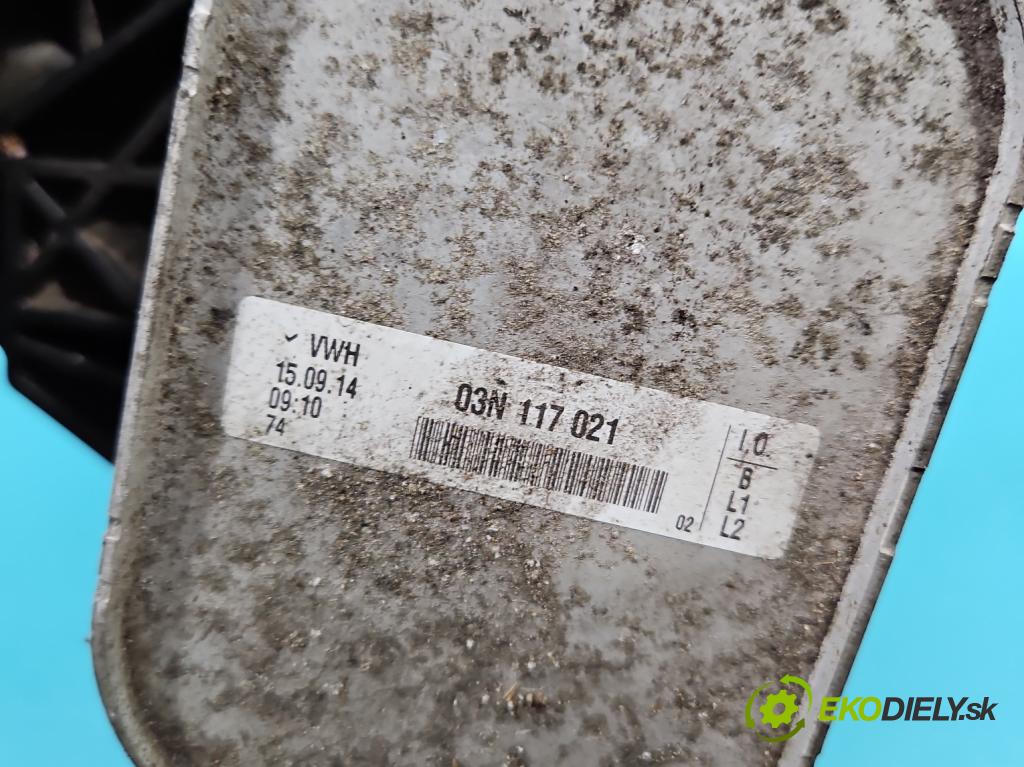 VWH
15.09.14
09:10
74
03N 117 021
02
I.O.
B
L1
L2
EKODIELY.sk